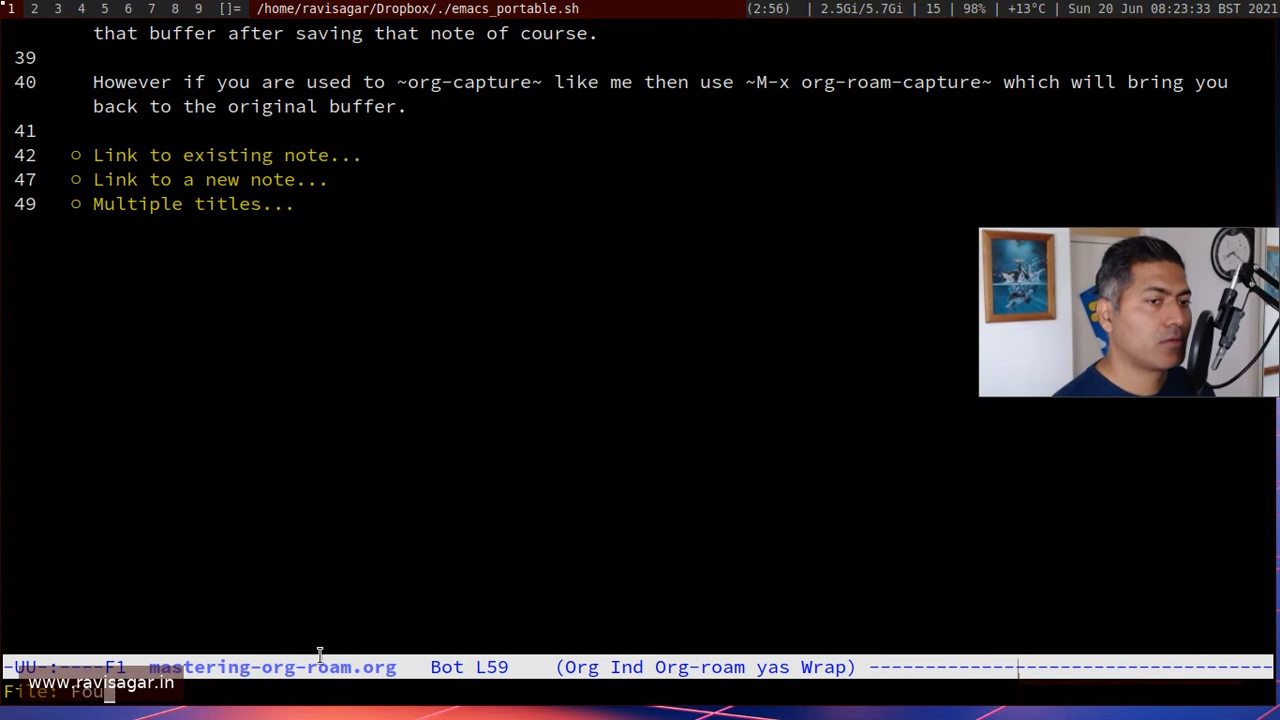 1 2 3 4 5 6 7 8 9 []= /home/ravisagar/Dropbox/./emacs_portable.sh (2:56) | 2.5Gi/5.7Gi | 15 | 98% | +13°C | Sun 20 Jun 08:23:33 BST 2021
that buffer after saving that note of course.
39
40 However if you are used to ~org-capture~ like me then use ~M-x org-roam-capture~ which will bring you
back to the original buffer.
41
42 ○ Link to existing note...
47 ○ Link to a new note...
49 ○ Multiple titles...
-UU-:----F1 mastering-org-roam.org Bot L59 (Org Ind Org-roam yas Wrap) ------------------------------------
www.ravisagar.in
File: Fou